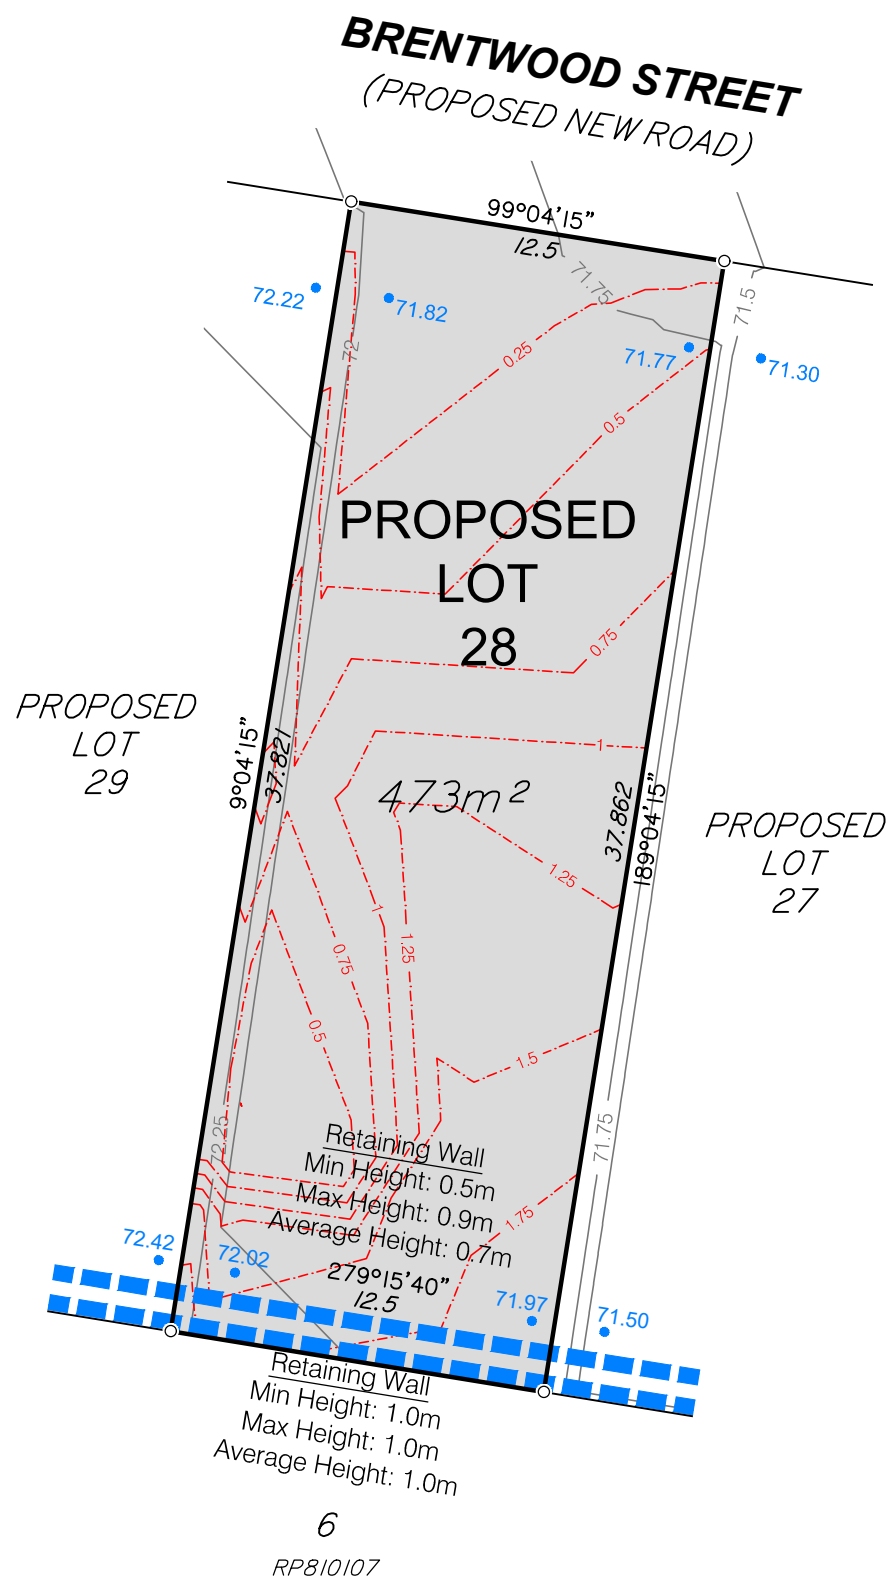 BRENTWOOD STREET
(PROPOSED NEW ROAD)
99°04'15"
12.5
71.75
71.5
72.22
71.82
72
0.25
71.77
71.30
0.5
PROPOSED
LOT
28
0.75
PROPOSED
LOT
29
9°04'15"
37.821
1
473m²
37.862
189°04'15"
PROPOSED
LOT
27
1.25
1
1.25
0.75
0.5
1.5
72.25
71.75
Retaining Wall
Min Height: 0.5m
Max Height: 0.9m
Average Height: 0.7m
1.75
72.42
72.02
279°15'40"
12.5
71.97
71.50
Retaining Wall
Min Height: 1.0m
Max Height: 1.0m
Average Height: 1.0m
6
RP810107